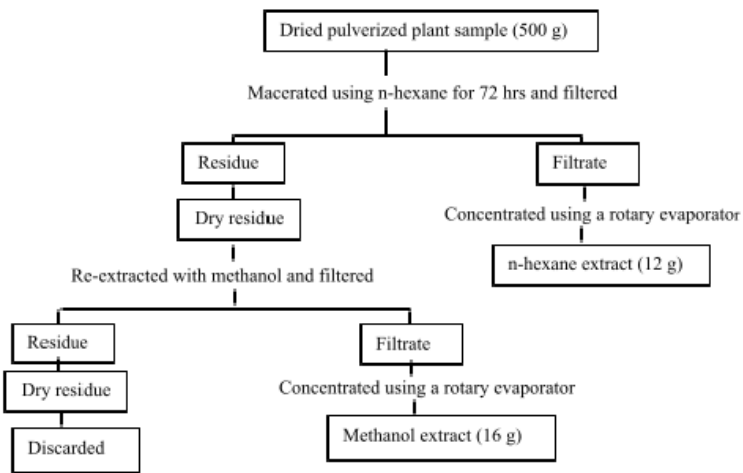 Dried pulverized plant sample (500 g)
Macerated using n-hexane for 72 hrs and filtered
Residue
Filtrate
Dry residue
Concentrated using a rotary evaporator
n-hexane extract (12 g)
Re-extracted with methanol and filtered
Residue
Filtrate
Dry residue
Concentrated using a rotary evaporator
Discarded
Methanol extract (16 g)